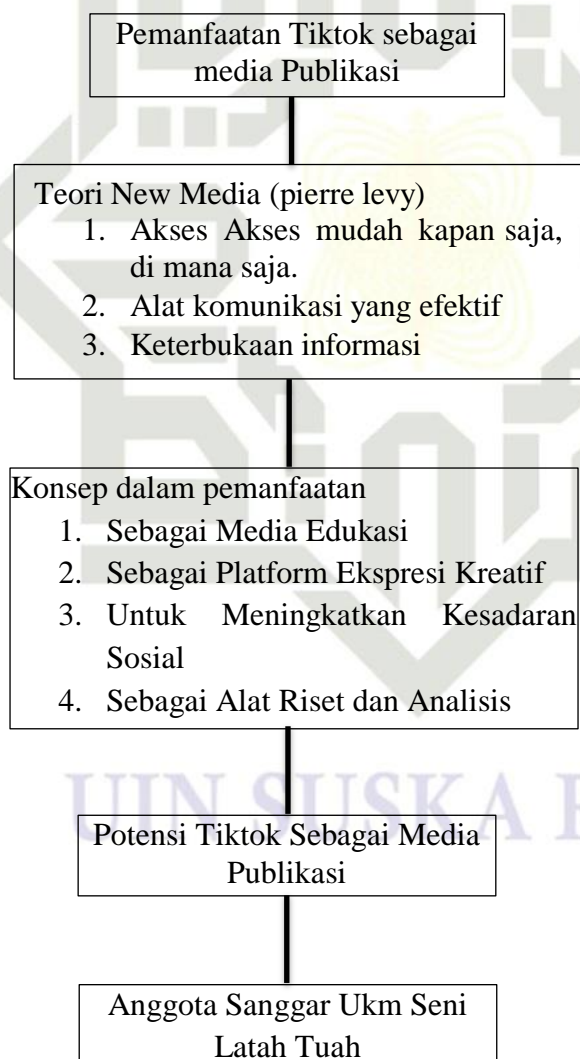 Pemanfaatan Tiktok sebagai
media Publikasi
Teori New Media (pierre levy)
1. Akses Akses mudah kapan saja,
di mana saja.
2. Alat komunikasi yang efektif
3. Keterbukaan informasi
Konsep dalam pemanfaatan
1. Sebagai Media Edukasi
2. Sebagai Platform Ekspresi Kreatif
3. Untuk Meningkatkan Kesadaran
Sosial
4. Sebagai Alat Riset dan Analisis
UIN SUSKA
Potensi Tiktok Sebagai Media
Publikasi
Anggota Sanggar Ukm Seni
Latah Tuah